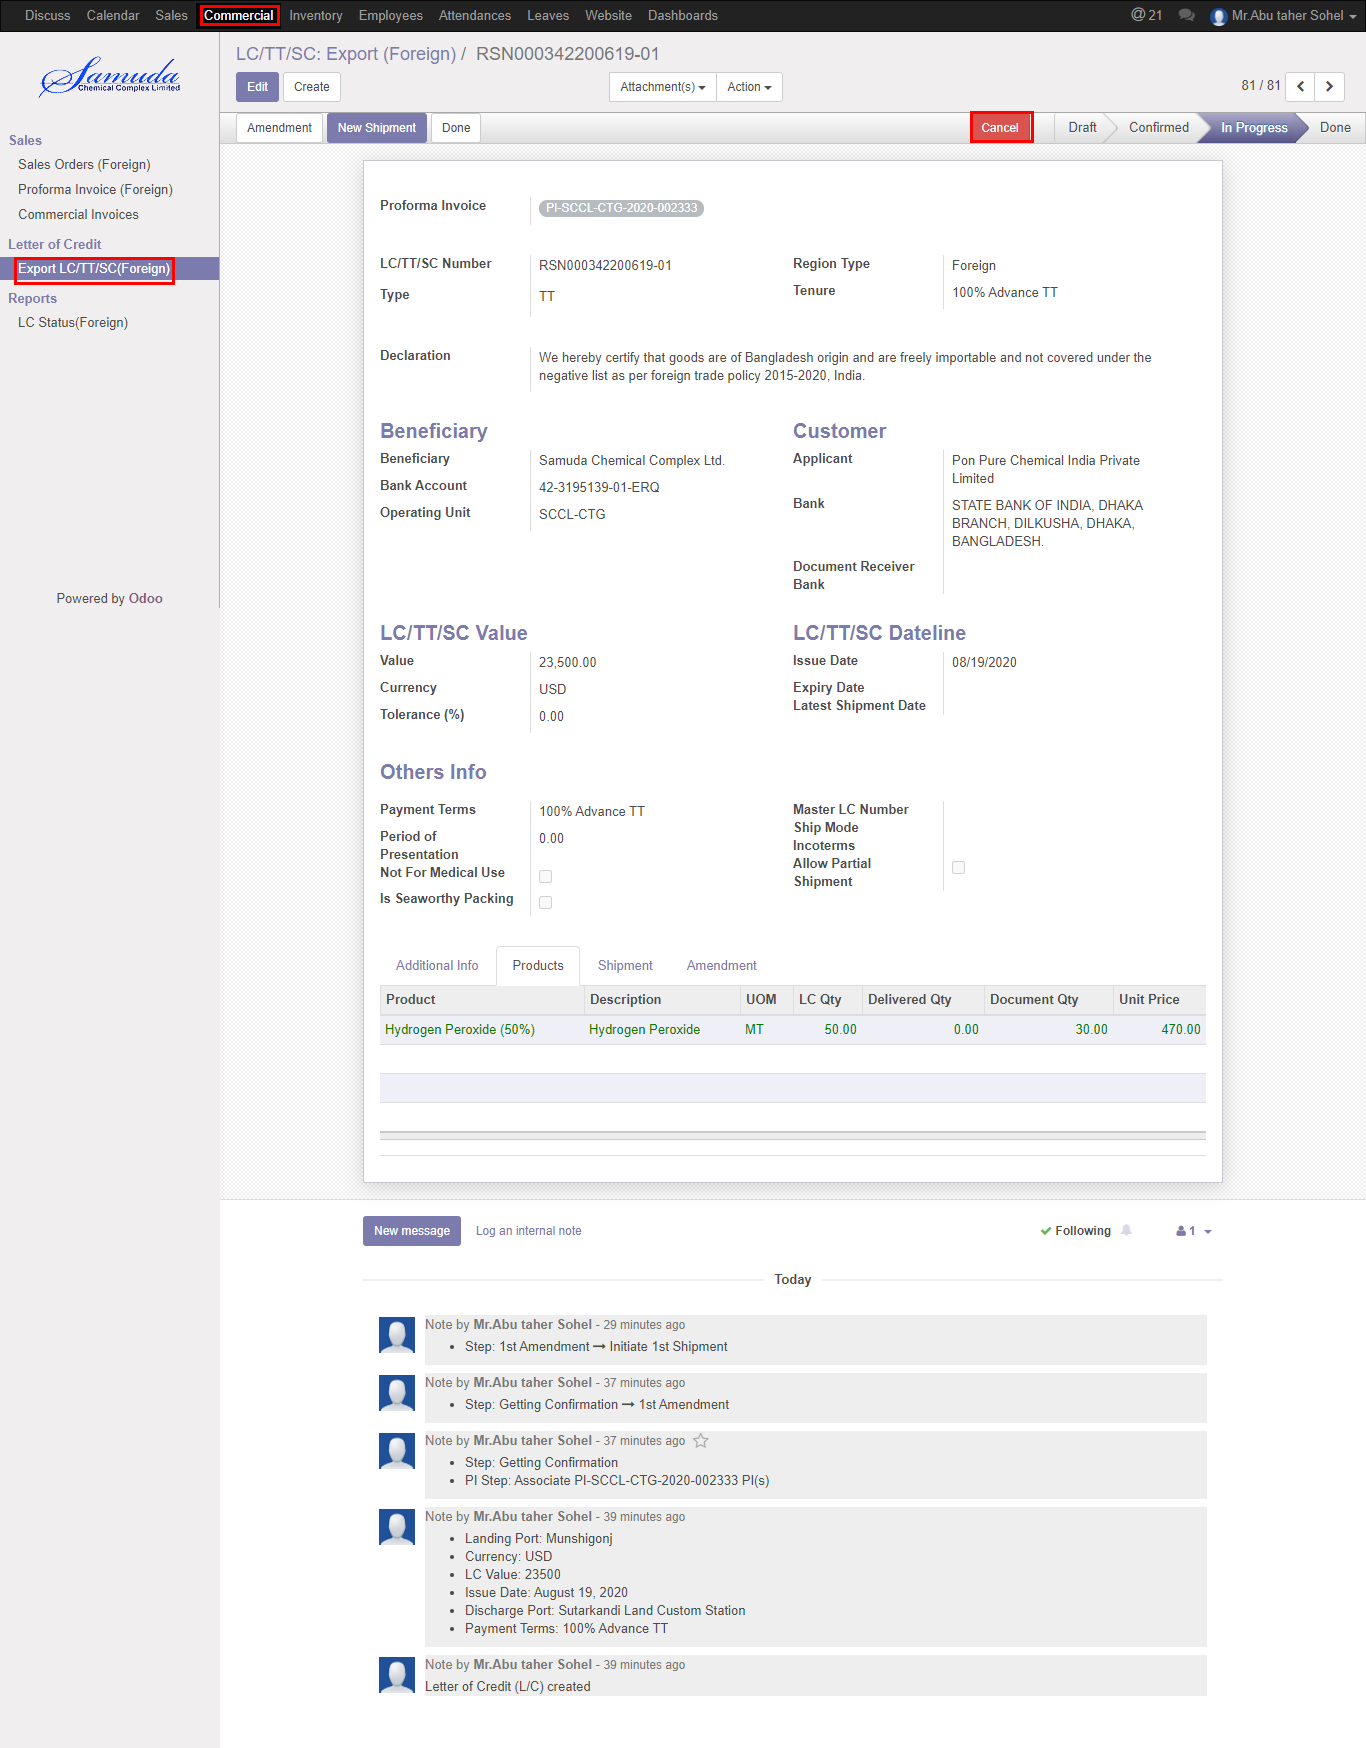 Discuss Calendar Sales Commercial Inventory Employees Attendances Leaves Website Dashboards @ 21 Mr.Abu taher Sohel
Samuda
Chemical Complex Limited
Sales
Sales Orders (Foreign)
Proforma Invoice (Foreign)
Commercial Invoices
Letter of Credit
Export LC/TT/SC(Foreign)
Reports
LC Status(Foreign)
Powered by Odoo
LC/TT/SC: Export (Foreign) / RSN000342200619-01
Edit Create Attachment(s) Action 81 / 81
Amendment New Shipment Done Cancel Draft Confirmed In Progress Done
Proforma Invoice PI-SCCL-CTG-2020-002333
LC/TT/SC Number RSN000342200619-01 Region Type Foreign
Type TT Tenure 100% Advance TT
Declaration We hereby certify that goods are of Bangladesh origin and are freely importable and not covered under the
negative list as per foreign trade policy 2015-2020, India.
Beneficiary Customer
Beneficiary Samuda Chemical Complex Ltd. Applicant Pon Pure Chemical India Private
Limited
Bank Account 42-3195139-01-ERQ
Bank STATE BANK OF INDIA, DHAKA
BRANCH, DILKUSHA, DHAKA,
BANGLADESH.
Operating Unit SCCL-CTG
Document Receiver
Bank
LC/TT/SC Value LC/TT/SC Dateline
Value 23,500.00 Issue Date 08/19/2020
Currency USD Expiry Date
Latest Shipment Date
Tolerance (%) 0.00
Others Info
Payment Terms 100% Advance TT Master LC Number
Ship Mode
Period of
Presentation 0.00 Incoterms
Not For Medical Use Allow Partial
Shipment
Is Seaworthy Packing
Additional Info Products Shipment Amendment
Product Description UOM LC Qty Delivered Qty Document Qty Unit Price
Hydrogen Peroxide (50%) Hydrogen Peroxide MT 50.00 0.00 30.00 470.00
New message Log an internal note Following 1
Today
Note by Mr.Abu taher Sohel - 29 minutes ago
• Step: 1st Amendment → Initiate 1st Shipment
Note by Mr.Abu taher Sohel - 37 minutes ago
• Step: Getting Confirmation → 1st Amendment
Note by Mr.Abu taher Sohel - 37 minutes ago
• Step: Getting Confirmation
• PI Step: Associate PI-SCCL-CTG-2020-002333 PI(s)
Note by Mr.Abu taher Sohel - 39 minutes ago
• Landing Port: Munshigonj
• Currency: USD
• LC Value: 23500
• Issue Date: August 19, 2020
• Discharge Port: Sutarkandi Land Custom Station
• Payment Terms: 100% Advance TT
Note by Mr.Abu taher Sohel - 39 minutes ago
Letter of Credit (L/C) created